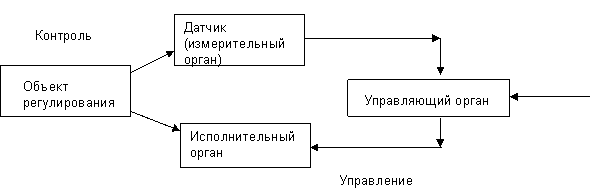 Контроль
Датчик
(измерительный
орган)
Объект
регулирования
Управляющий орган
Исполнительный
орган
Управление